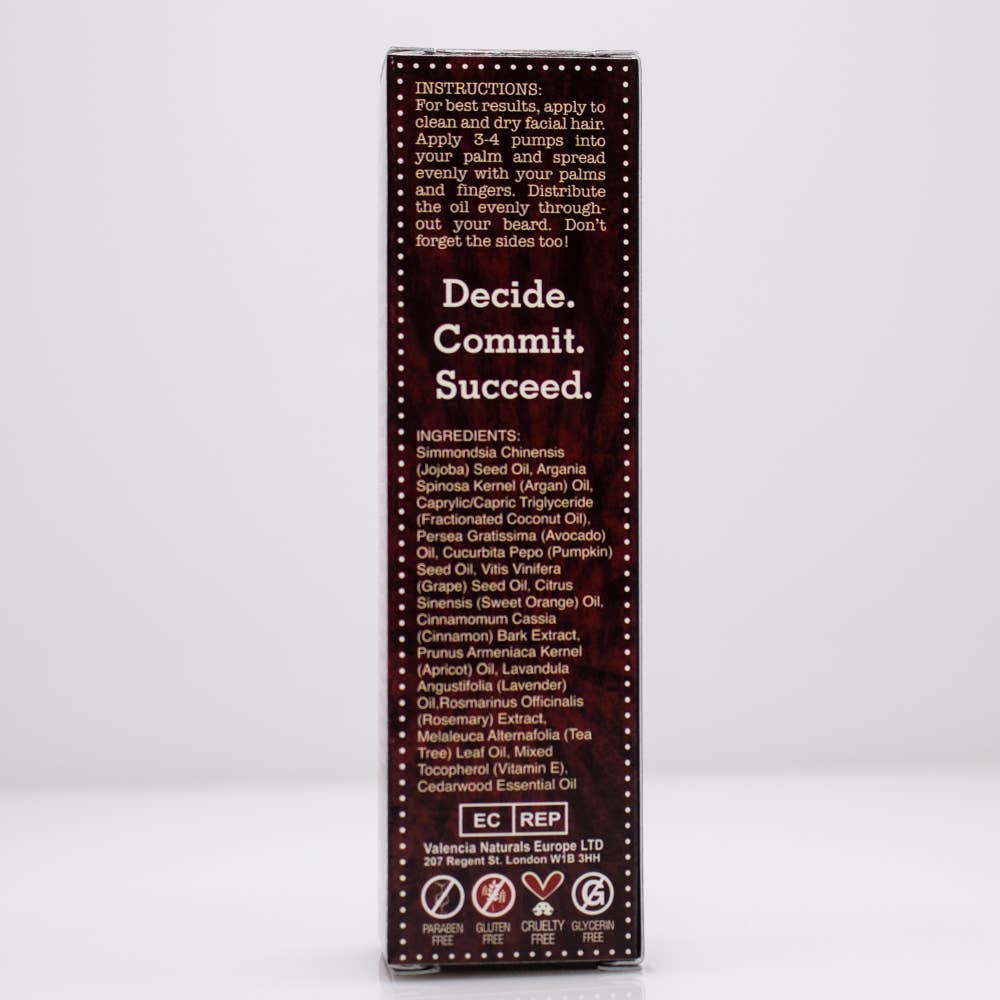 INSTRUCTIONS:
For best results, apply to
clean and dry facial hair.
Apply 3-4 pumps into
your palm and spread
evenly with your palms
and fingers. Distribute
the oil evenly through-
out your beard. Don't
forget the sides too!
Decide.
Commit.
Succeed.
INGREDIENTS:
Simmondsia Chinensis
(Jojoba) Seed Oil, Argania
Spinosa Kernel (Argan) Oil,
Caprylic/Capric Triglyceride
(Fractionated Coconut Oil),
Persea Gratissima (Avocado)
Oil, Cucurbita Pepo (Pumpkin)
Seed Oil, Vitis Vinifera
(Grape) Seed Oil, Citrus
Sinensis (Sweet Orange) Oil,
Cinnamomum Cassia
(Cinnamon) Bark Extract,
Prunus Armeniaca Kernel
(Apricot) Oil, Lavandula
Angustifolia (Lavender)
Oil,Rosmarinus Officinalis
(Rosemary) Extract,
Melaleuca Alternafolia (Tea
Tree) Leaf Oil, Mixed
Tocopherol (Vitamin E),
Cedarwood Essential Oil
EC REP
Valencia Naturals Europe LTD
207 Regent St. London W1B 3HH
PARABEN FREE
GLUTEN FREE
CRUELTY FREE
GLYCERIN FREE